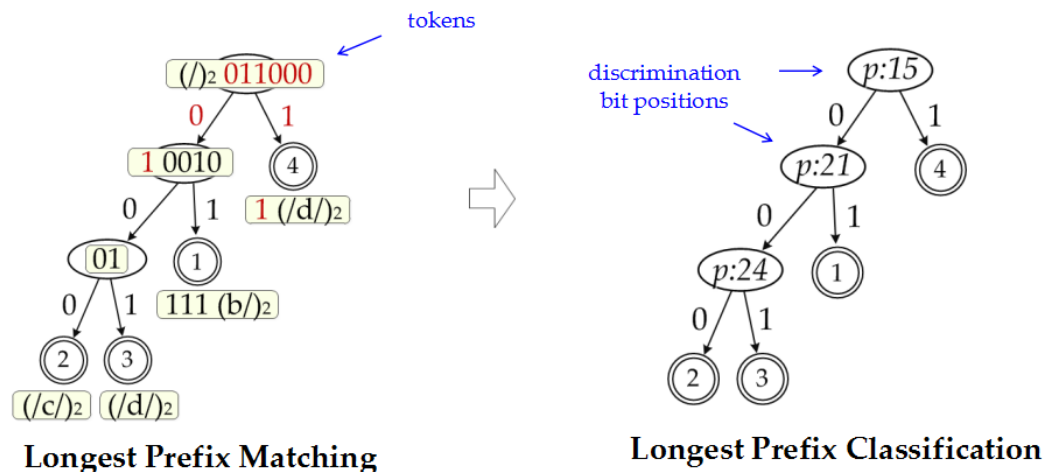 tokens
(/)₂ 011000
0 1
1 0010
4
0 1
1 (/d/)₂
01
1
0 1
111 (b/)₂
2 3
(/c/)₂ (/d/)₂
Longest Prefix Matching
discrimination
bit positions
p:15
0 1
p:21
4
0 1
p:24
1
0 1
2 3
Longest Prefix Classification